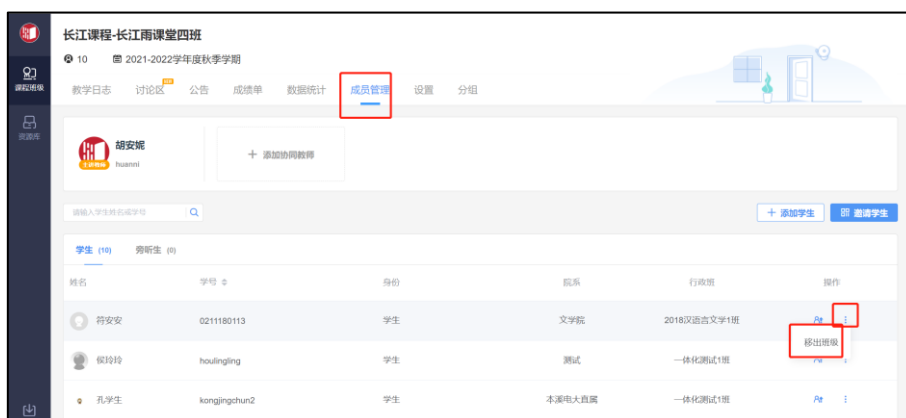 长江课程-长江雨课堂四班
10 2021-2022学年度秋季学期
课程班级
资源库
教学日志 讨论区 公告 成绩单 数据统计 成员管理 设置 分组
胡安妮
主讲教师
huanni
+ 添加协同教师
请输入学生姓名或学号
+ 添加学生 邀请学生
学生 (10) 旁听生 (0)
姓名 学号 身份 院系 行政班 操作
符安安 0211180113 学生 文学院 2018汉语言文学1班
移出班级
侯玲玲 houlingling 学生 测试 一体化测试1班
孔学生 kongjingchun2 学生 本溪电大直属 一体化测试1班